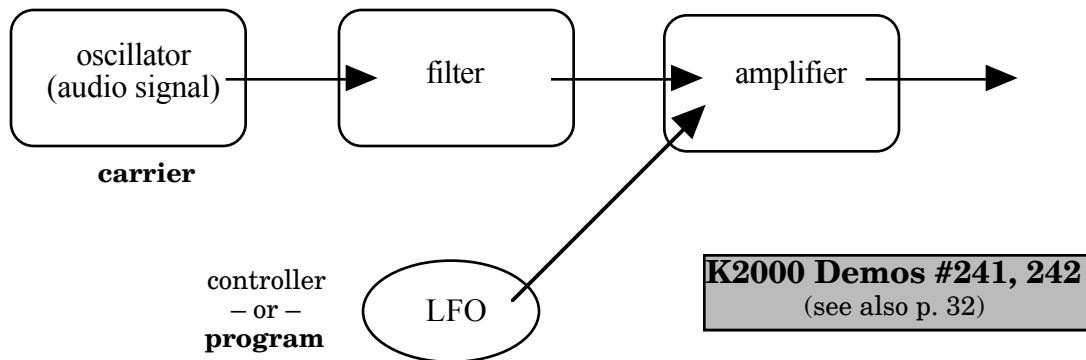 oscillator
(audio signal)
filter
amplifier
carrier
controller
– or –
program
LFO
K2000 Demos #241, 242
(see also p. 32)